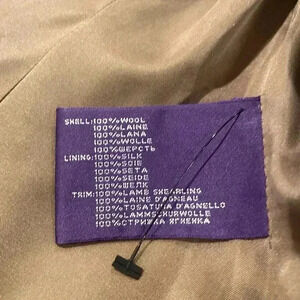 SHELL:100%WOOL
100%LAINE
100%LANA
100%WOLLE
100%ШЕРСТЬ
LINING:100%SILK
100%SOIE
100%SETA
100%SEIDE
100%ШЕЛК
TRIM:100%LAMB SHEARLING
100%LAINE D'AGNEAU
100%TOSATURA D'AGNELLO
100%LAMMSCHURWOLLE
100%СТРИЖКА ЯГНЕНКА